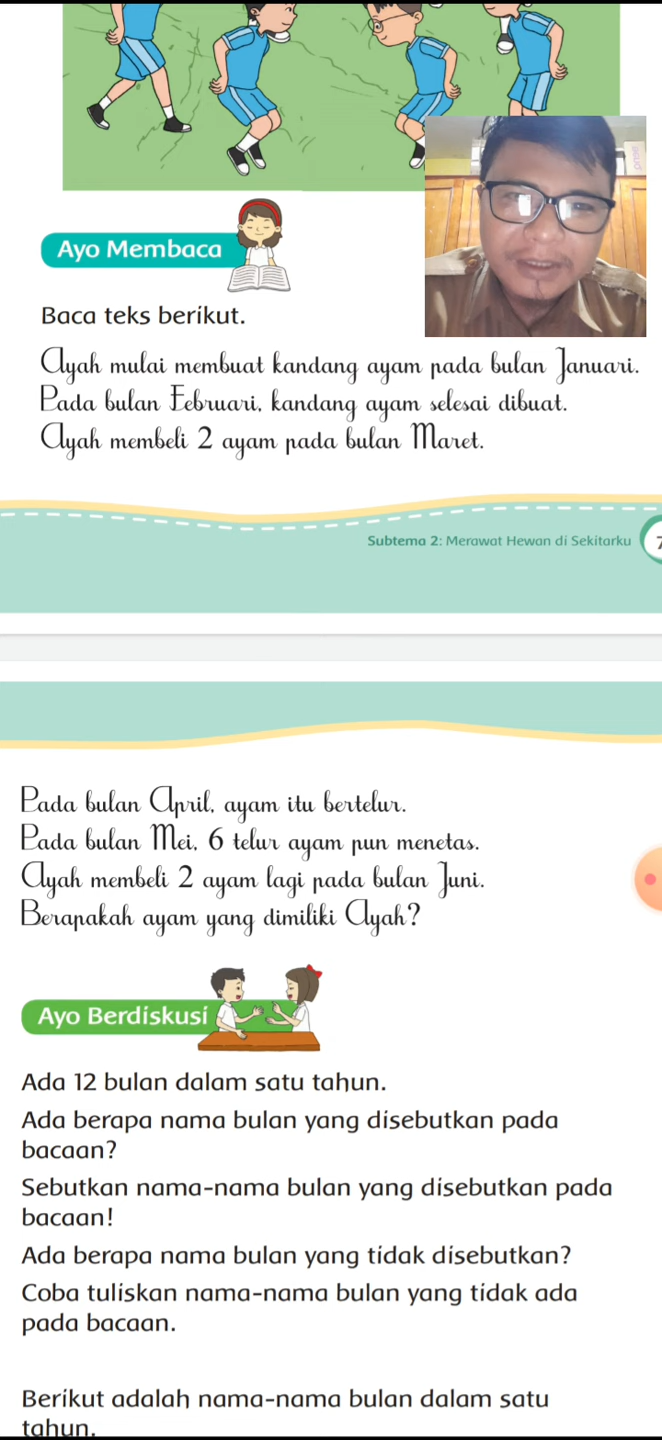 Ayo Membaca
Baca teks berikut.
Ayah mulai membuat kandang ayam pada bulan Januari.
Pada bulan Februari, kandang ayam selesai dibuat.
Ayah membeli 2 ayam pada bulan Maret.
Subtema 2: Merawat Hewan di Sekitarku
Pada bulan April, ayam itu bertelur.
Pada bulan Mei, 6 telur ayam pun menetas.
Ayah membeli 2 ayam lagi pada bulan Juni.
Berapakah ayam yang dimiliki Ayah?
Ayo Berdiskusi
Ada 12 bulan dalam satu tahun.
Ada berapa nama bulan yang disebutkan pada
bacaan?
Sebutkan nama-nama bulan yang disebutkan pada
bacaan!
Ada berapa nama bulan yang tidak disebutkan?
Coba tuliskan nama-nama bulan yang tidak ada
pada bacaan.
Berikut adalah nama-nama bulan dalam satu
tahun.